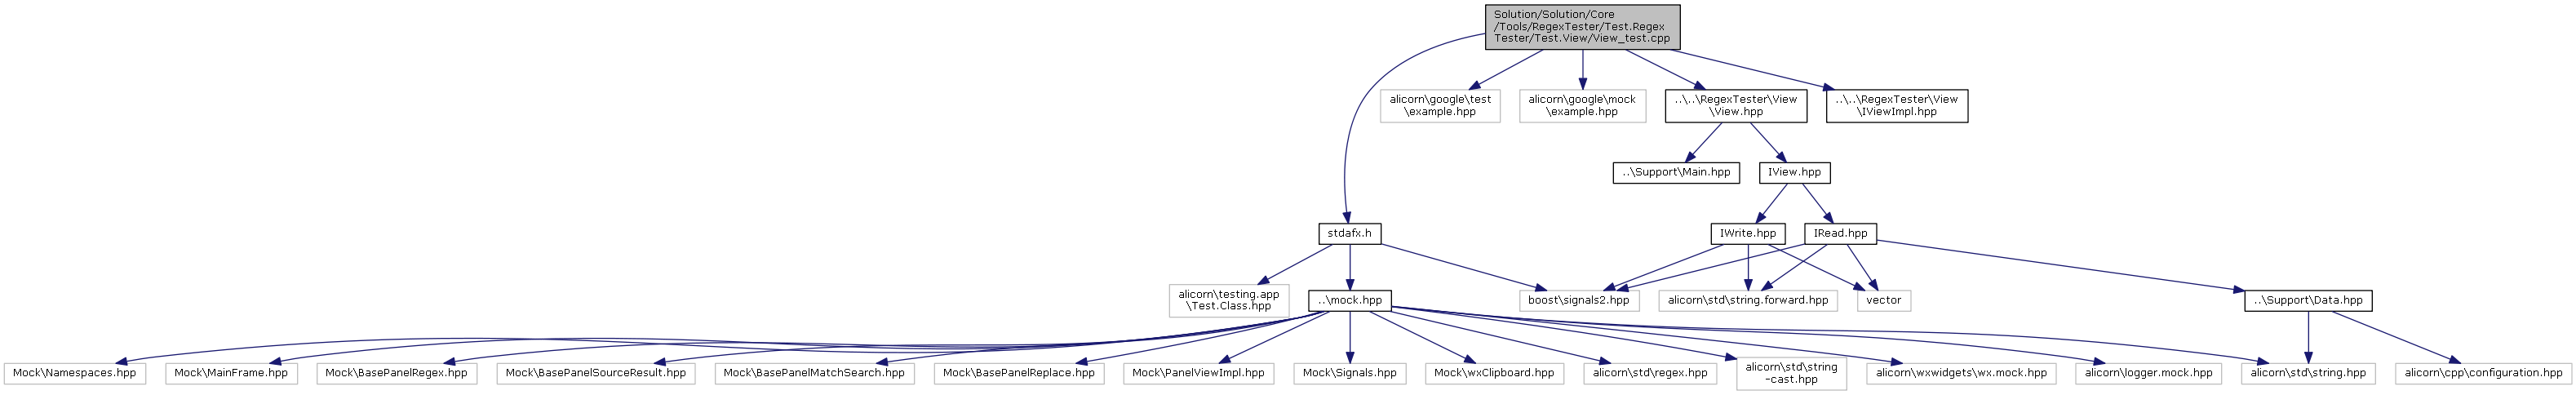 Solution/Solution/Core
/Tools/RegexTester/Test.Regex
Tester/Test.View/View_test.cpp
alicorn\google\test
\example.hpp
alicorn\google\mock
\example.hpp
..\..\RegexTester\View
\View.hpp
..\..\RegexTester\View
\IViewImpl.hpp
..\Support\Main.hpp
IView.hpp
stdafx.h
IWrite.hpp
IRead.hpp
alicorn\testing.app
\Test.Class.hpp
..\mock.hpp
boost\signals2.hpp
alicorn\std\string.forward.hpp
vector
..\Support\Data.hpp
Mock\Namespaces.hpp
Mock\MainFrame.hpp
Mock\BasePanelRegex.hpp
Mock\BasePanelSourceResult.hpp
Mock\BasePanelMatchSearch.hpp
Mock\BasePanelReplace.hpp
Mock\PanelViewImpl.hpp
Mock\Signals.hpp
Mock\wxClipboard.hpp
alicorn\std\regex.hpp
alicorn\std\string
-cast.hpp
alicorn\wxwidgets\wx.mock.hpp
alicorn\logger.mock.hpp
alicorn\std\string.hpp
alicorn\cpp\configuration.hpp